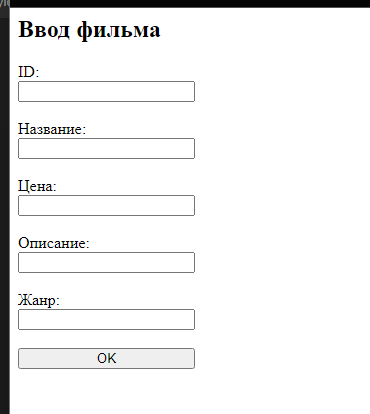 Ввод фильма
ID:
Название:
Цена:
Описание:
Жанр:
OK